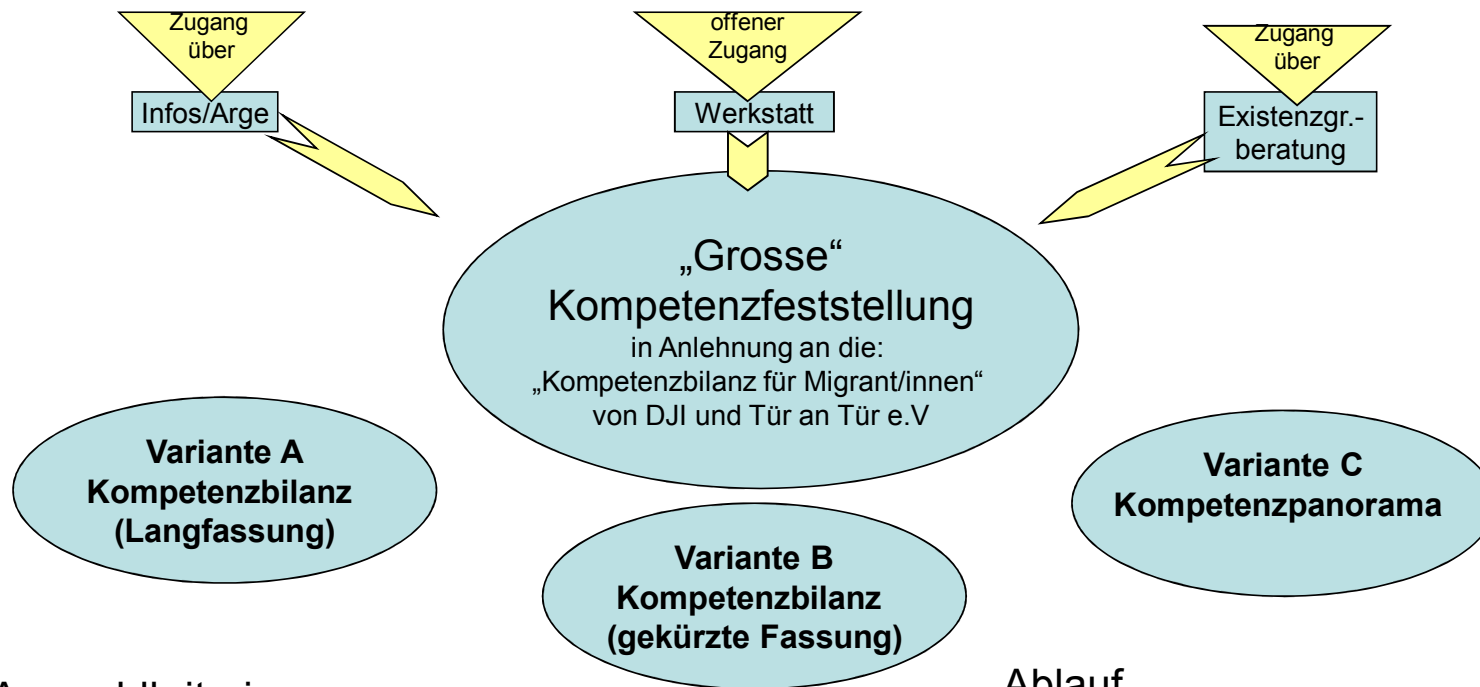 Zugang
über
Infos/Arge
offener
Zugang
Werkstatt
Zugang
über
Existenzgr.-
beratung
„Grosse“
Kompetenzfeststellung
in Anlehnung an die:
„Kompetenzbilanz für Migrant/innen“
von DJI und Tür an Tür e.V
Variante A
Kompetenzbilanz
(Langfassung)
Variante B
Kompetenzbilanz
(gekürzte Fassung)
Variante C
Kompetenzpanorama
Ablauf